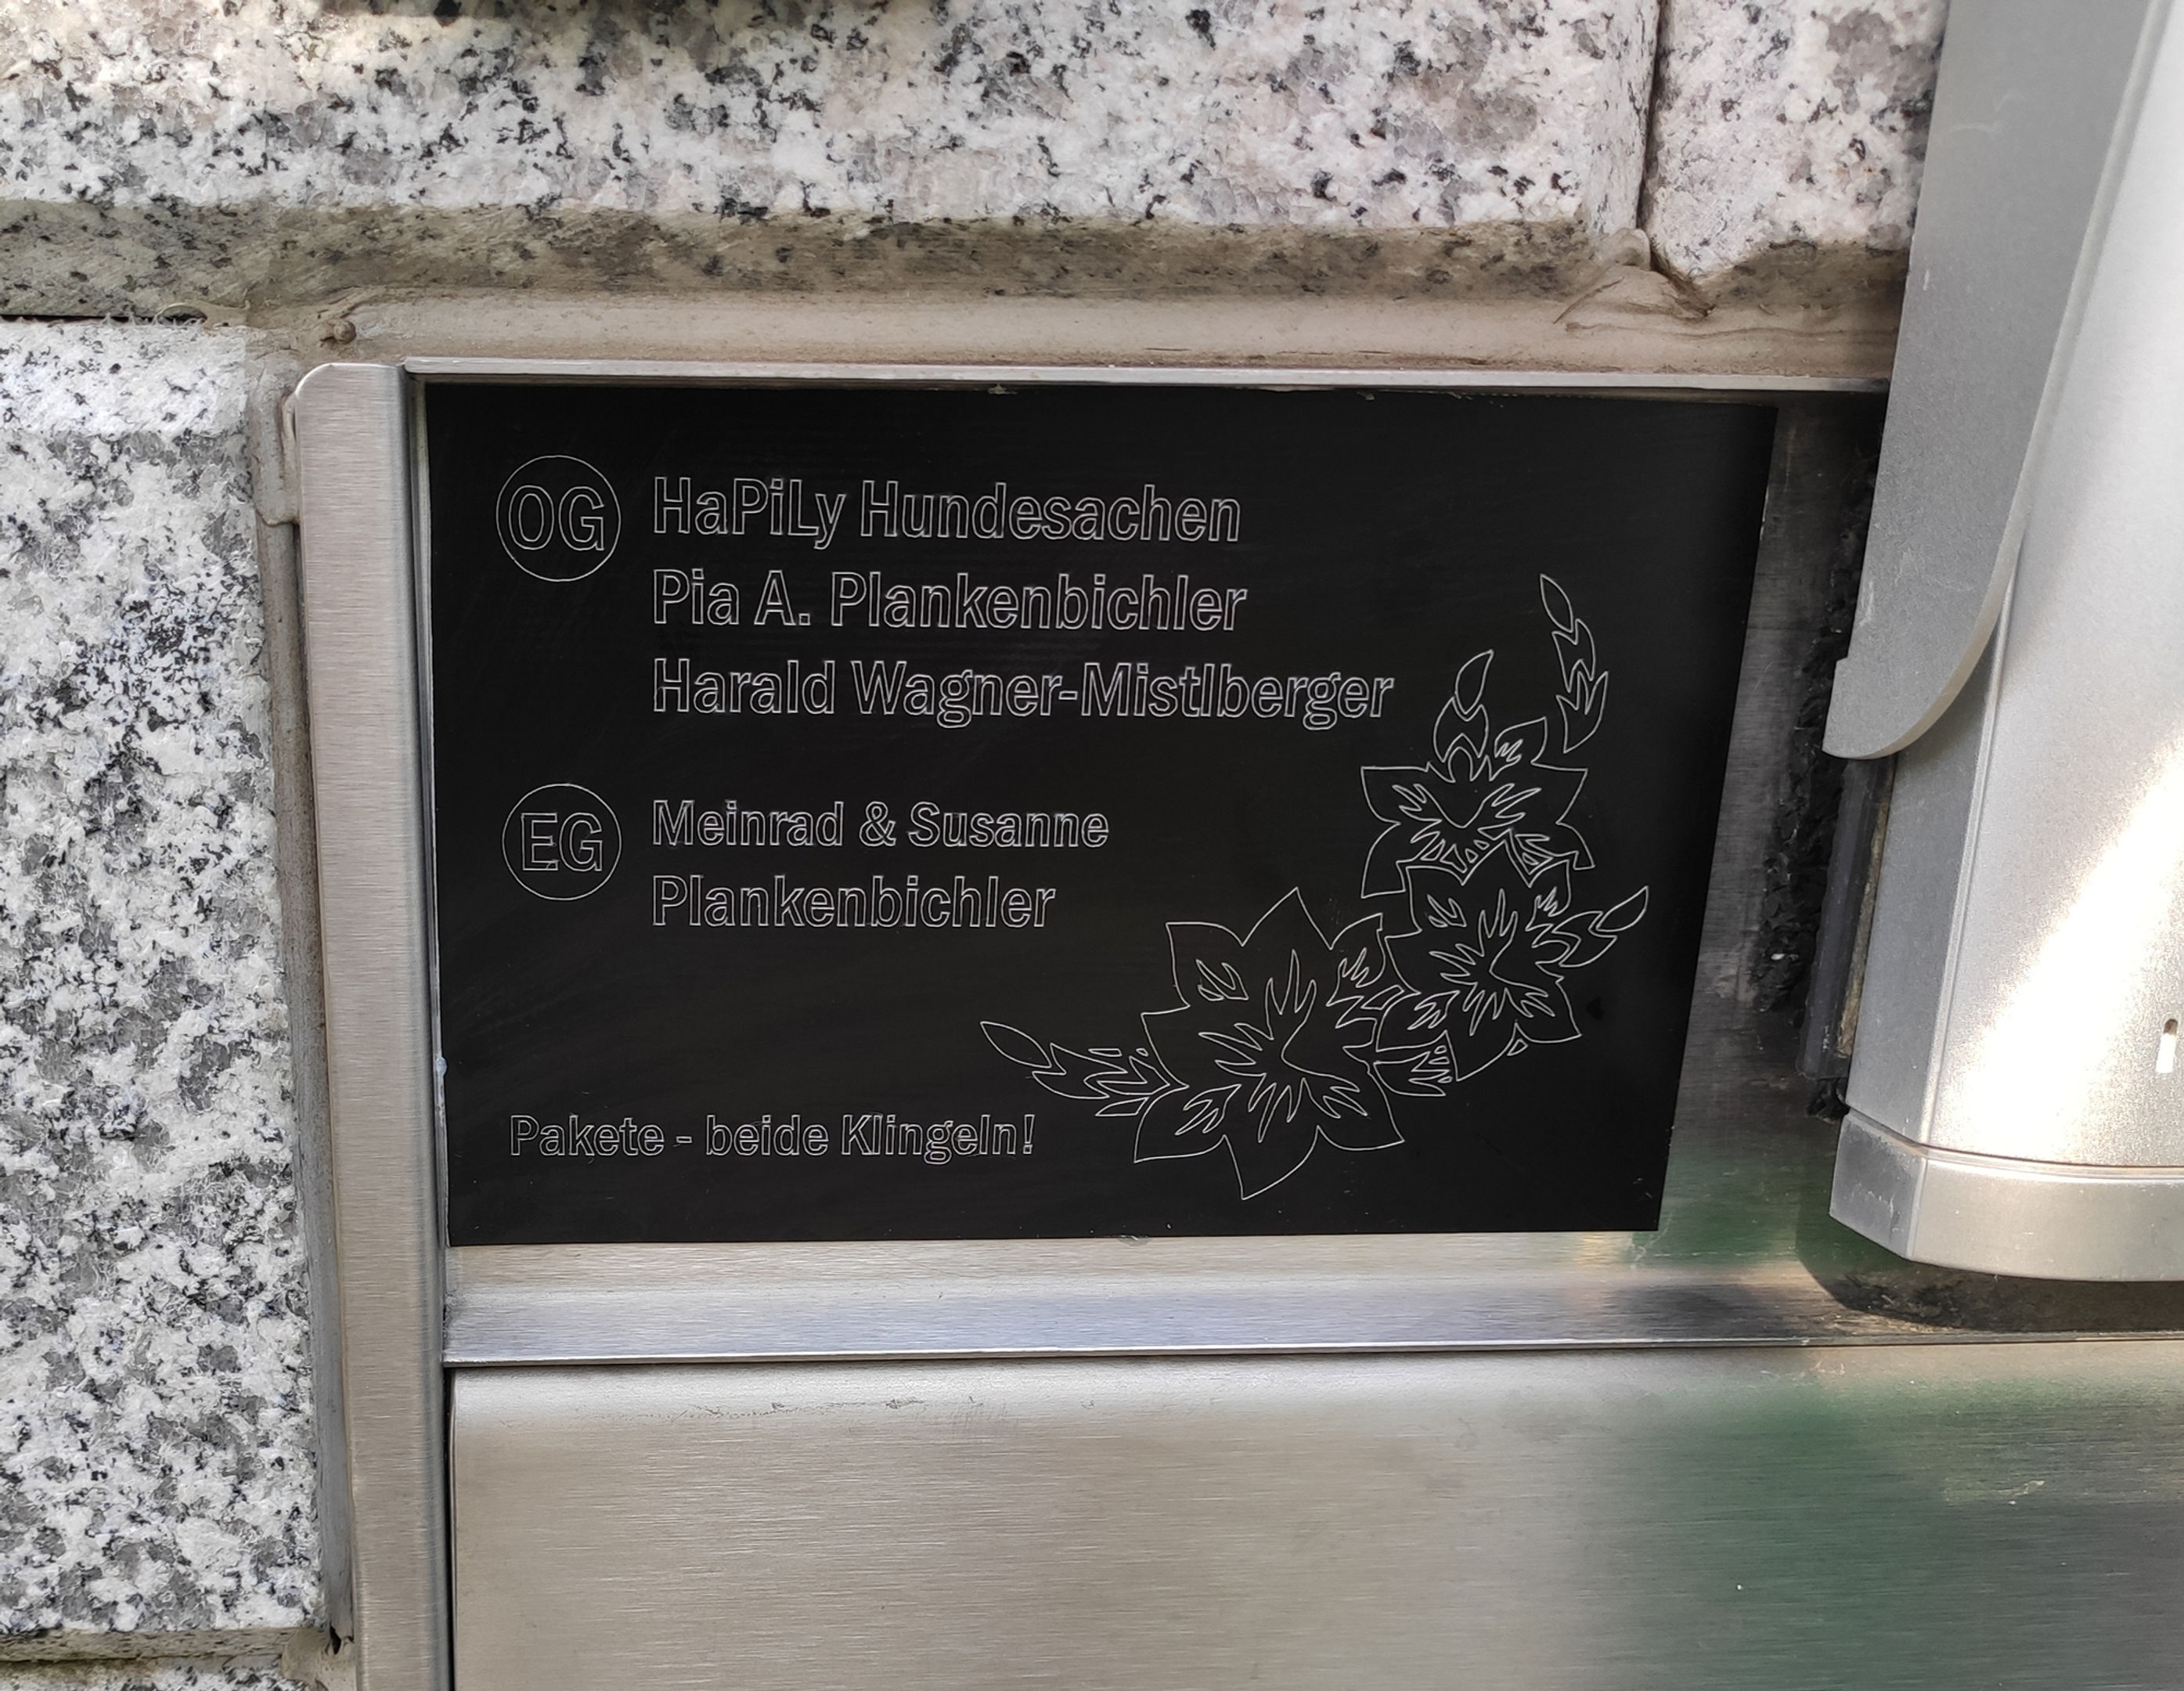 OG HaPiLy Hundesachen
Pia A. Plankenbichler
Harald Wagner-Mistlberger
EG Meinrad & Susanne
Plankenbichler
Pakete - beide Klingeln!